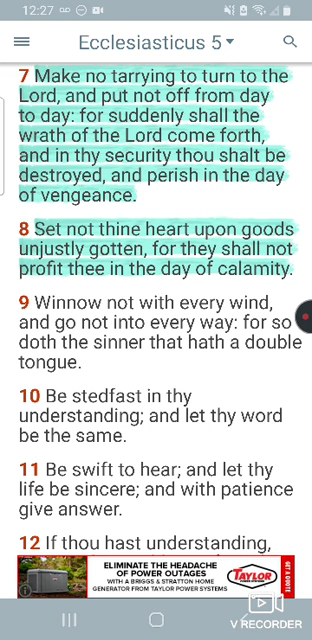 12:27
Ecclesiasticus 5
7 Make no tarrying to turn to the
Lord, and put not off from day
to day: for suddenly shall the
wrath of the Lord come forth,
and in thy security thou shalt be
destroyed, and perish in the day
of vengeance.
8 Set not thine heart upon goods
unjustly gotten, for they shall not
profit thee in the day of calamity.
9 Winnow not with every wind,
and go not into every way: for so
doth the sinner that hath a double
tongue.
10 Be stedfast in thy
understanding; and let thy word
be the same.
11 Be swift to hear; and let thy
life be sincere; and with patience
give answer.
12 If thou hast understanding,
ELIMINATE THE HEADACHE
OF POWER OUTAGES
WITH A BRIGGS & STRATTON HOME
GENERATOR FROM TAYLOR POWER SYSTEMS
TAYLOR
GET A QUOTE
V RECORDER